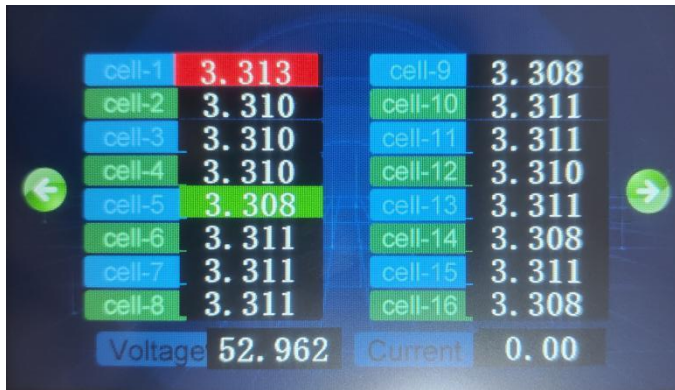 cell-1 3.313 cell-9 3.308
cell-2 3.310 cell-10 3.311
cell-3 3.310 cell-11 3.311
cell-4 3.310 cell-12 3.310
cell-5 3.308 cell-13 3.311
cell-6 3.311 cell-14 3.308
cell-7 3.311 cell-15 3.311
cell-8 3.311 cell-16 3.308
Voltage 52.962 Current 0.00